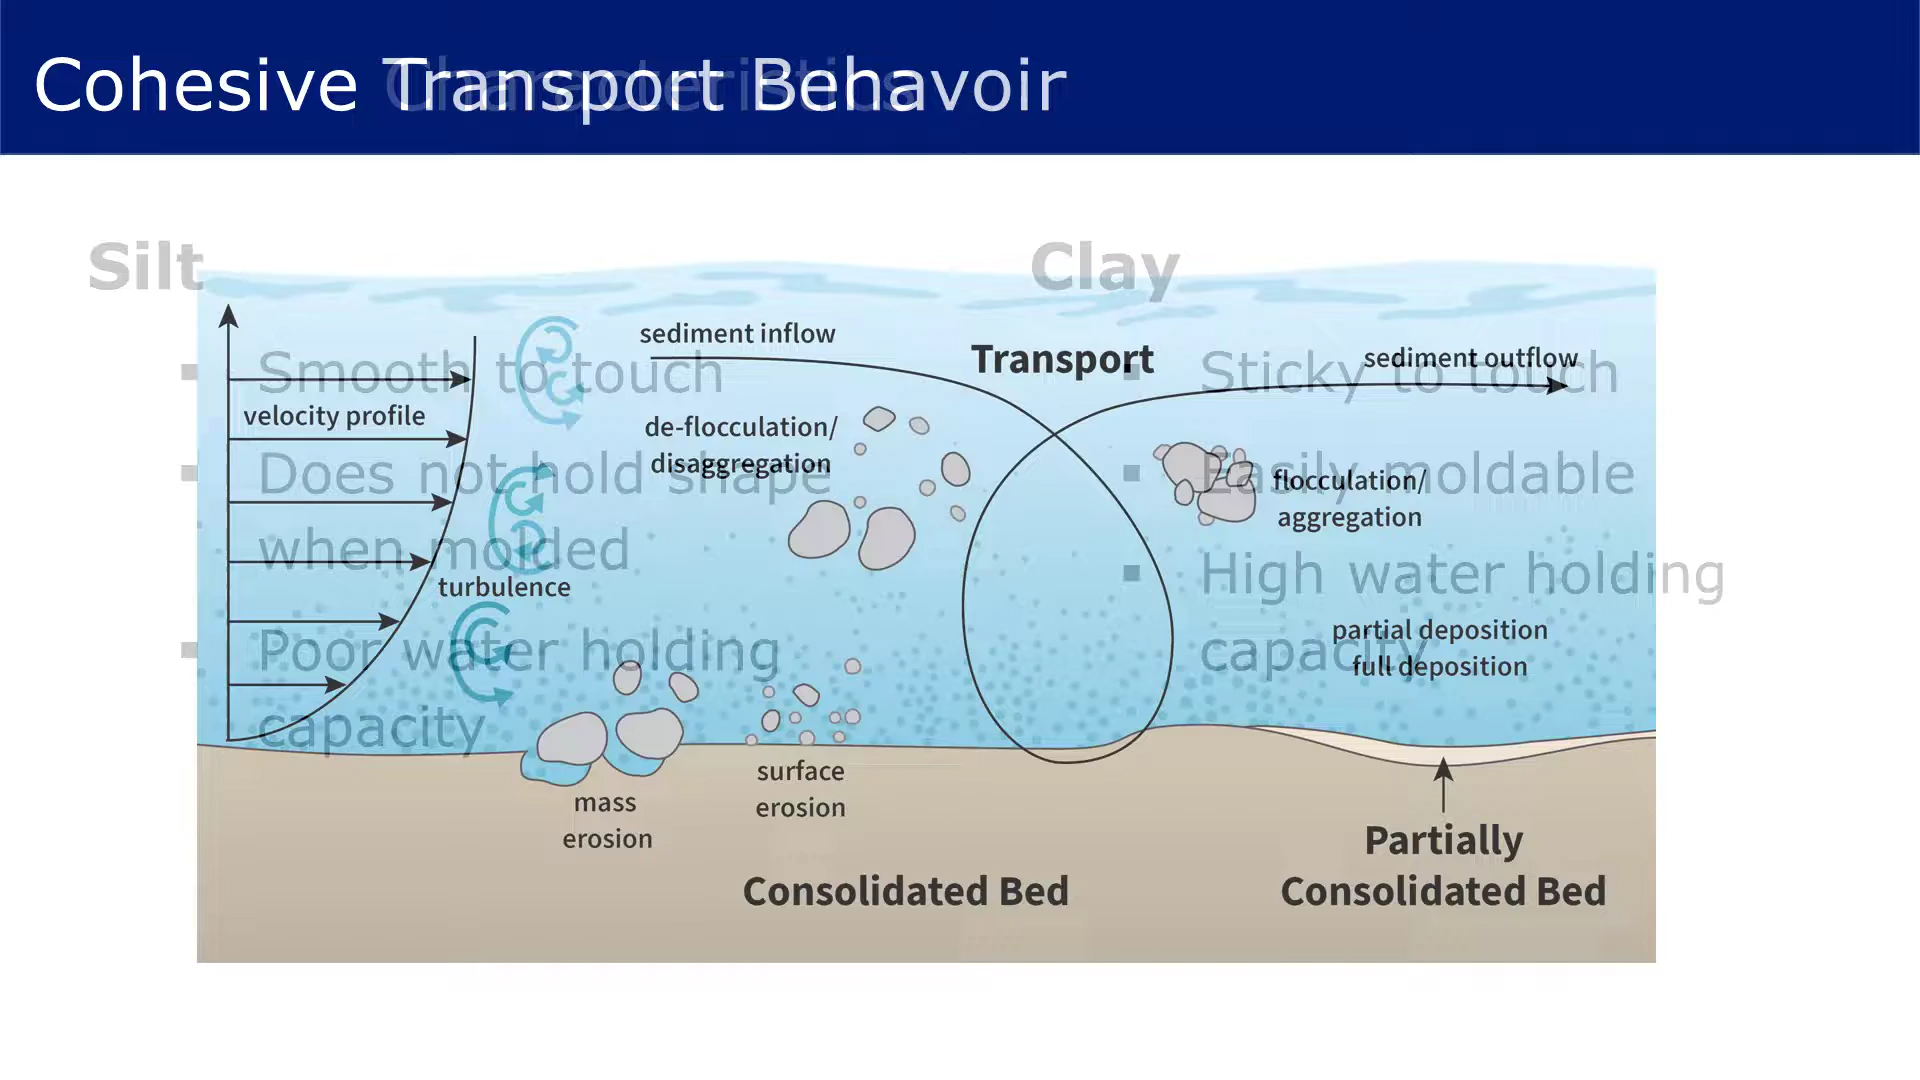 Cohesive Transport Behavoir
Cohesive Characteristics
Silt
Smooth to touch
Does not hold shape
when molded
Poor water holding
capacity
Clay
Sticky to touch
Easily moldable
High water holding
capacity
sediment inflow
Transport
sediment outflow
velocity profile
de-flocculation/
disaggregation
flocculation/
aggregation
turbulence
partial deposition
full deposition
surface
erosion
mass
erosion
Partially
Consolidated Bed
Consolidated Bed